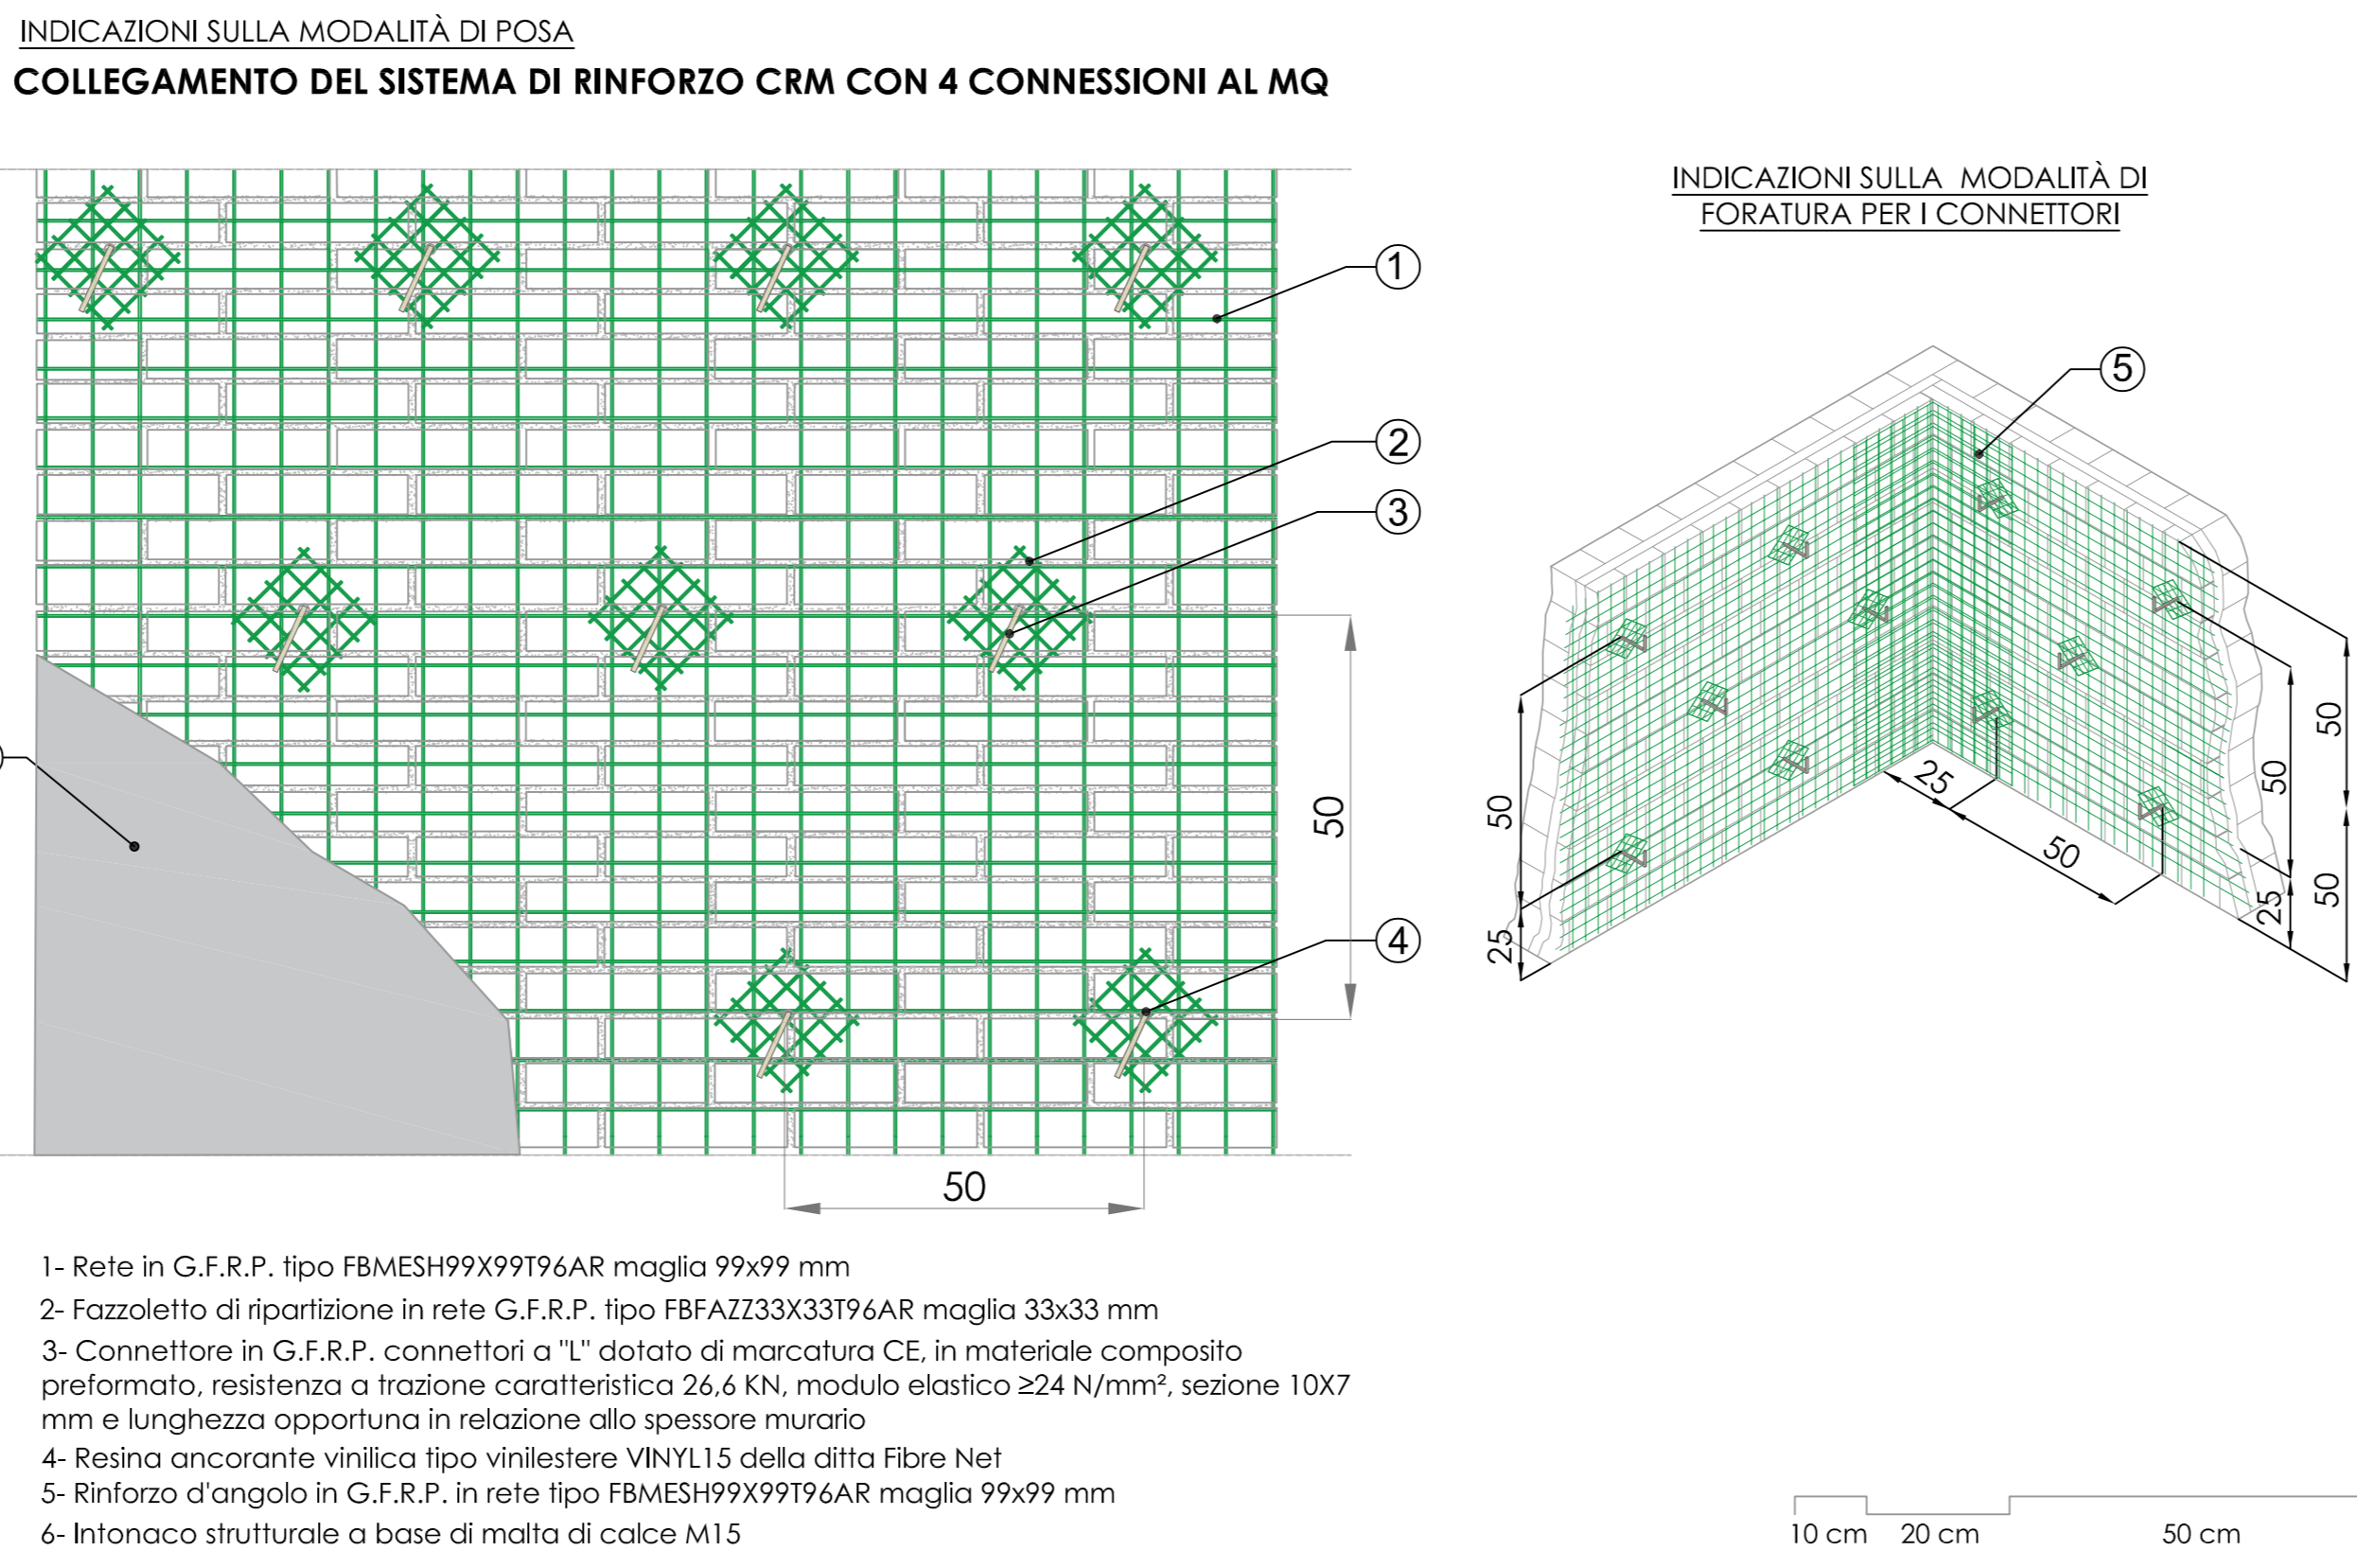 INDICAZIONI SULLA MODALITÀ DI POSA
COLLEGAMENTO DEL SISTEMA DI RINFORZO CRM CON 4 CONNESSIONI AL MQ
1
2
3
4
50
50
INDICAZIONI SULLA MODALITÀ DI
FORATURA PER I CONNETTORI
5
50
25
25
50
50
25
50
50
1- Rete in G.F.R.P. tipo FBMESH99X99T96AR maglia 99x99 mm
2- Fazzoletto di ripartizione in rete G.F.R.P. tipo FBFAZZ33X33T96AR maglia 33x33 mm
3- Connettore in G.F.R.P. connettori a "L" dotato di marcatura CE, in materiale composito
preformato, resistenza a trazione caratteristica 26,6 KN, modulo elastico ≥24 N/mm², sezione 10X7
mm e lunghezza opportuna in relazione allo spessore murario
4- Resina ancorante vinilica tipo vinilestere VINYL15 della ditta Fibre Net
5- Rinforzo d'angolo in G.F.R.P. in rete tipo FBMESH99X99T96AR maglia 99x99 mm
6- Intonaco strutturale a base di malta di calce M15
10 cm 20 cm 50 cm